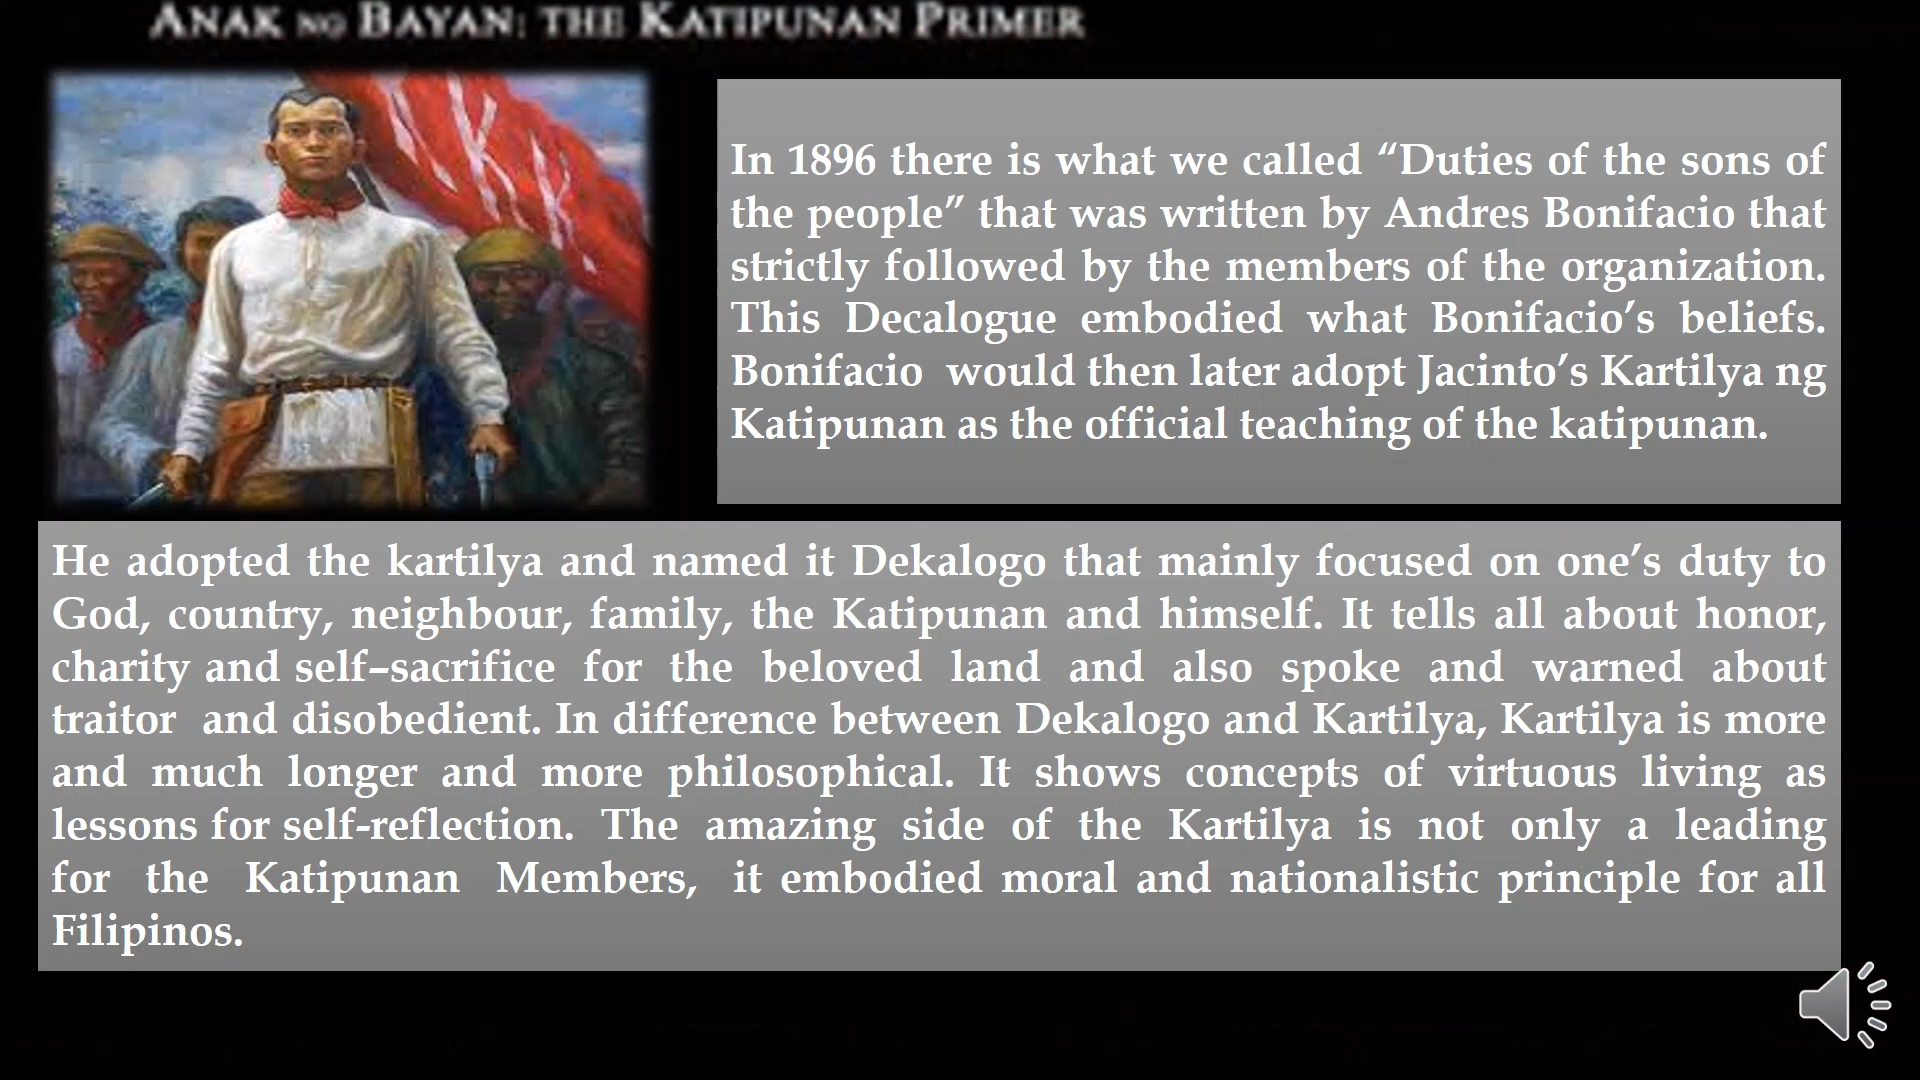 ANAK NG BAYAN: THE KATIPUNAN PRIMER
KKK
In 1896 there is what we called “Duties of the sons of
the people” that was written by Andres Bonifacio that
strictly followed by the members of the organization.
This Decalogue embodied what Bonifacio’s beliefs.
Bonifacio would then later adopt Jacinto’s Kartilya ng
Katipunan as the official teaching of the katipunan.
He adopted the kartilya and named it Dekalogo that mainly focused on one’s duty to
God, country, neighbour, family, the Katipunan and himself. It tells all about honor,
charity and self–sacrifice for the beloved land and also spoke and warned about
traitor and disobedient. In difference between Dekalogo and Kartilya, Kartilya is more
and much longer and more philosophical. It shows concepts of virtuous living as
lessons for self-reflection. The amazing side of the Kartilya is not only a leading
for the Katipunan Members, it embodied moral and nationalistic principle for all
Filipinos.